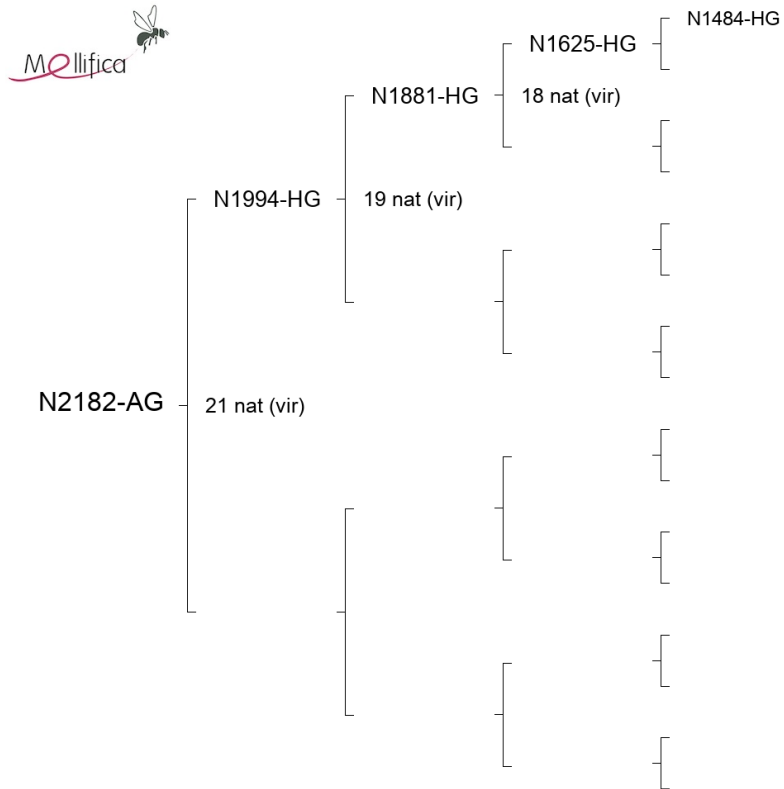 Mellifica
N1484-HG
N1625-HG
N1881-HG
18 nat (vir)
N1994-HG
19 nat (vir)
N2182-AG
21 nat (vir)